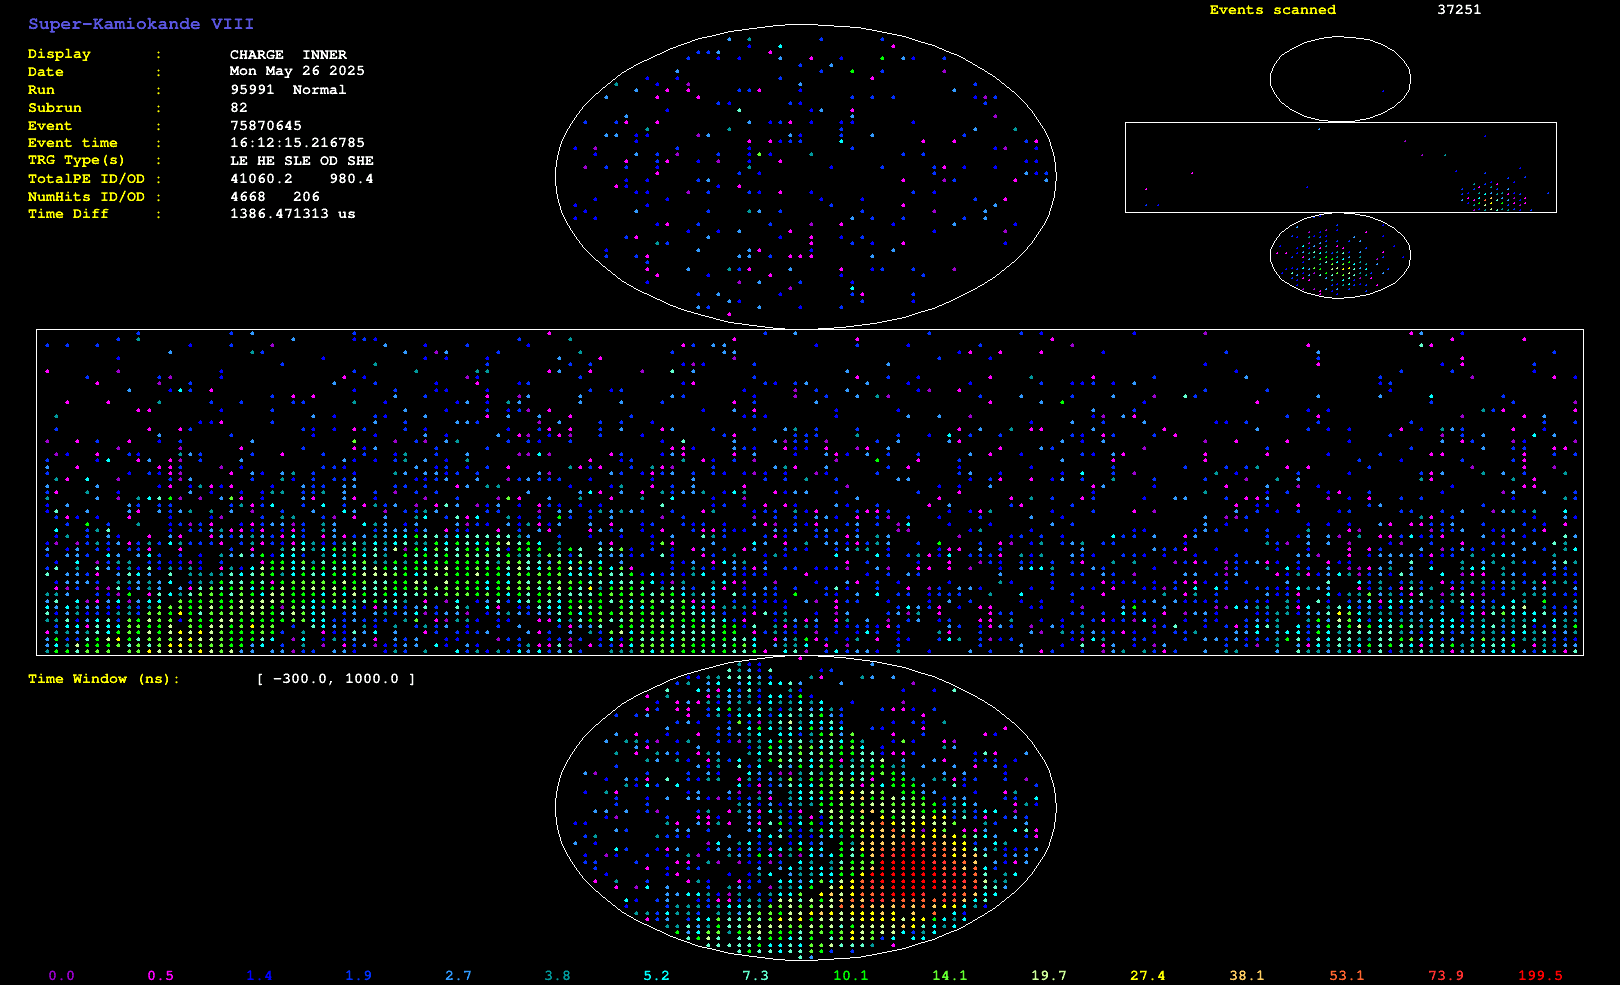 Super-Kamiokande VIII
Events scanned 37251
Display : CHARGE INNER
Date : Mon May 26 2025
Run : 95991 Normal
Subrun : 82
Event : 75870645
Event time : 16:12:15.216785
TRG Type(s) : LE HE SLE OD SHE
TotalPE ID/OD : 41060.2 980.4
NumHits ID/OD : 4668 206
Time Diff : 1386.471313 us
Time Window (ns): [ −300.0, 1000.0 ]
0.0 0.5 1.4 1.9 2.7 3.8 5.2 7.3 10.1 14.1 19.7 27.4 38.1 53.1 73.9 199.5